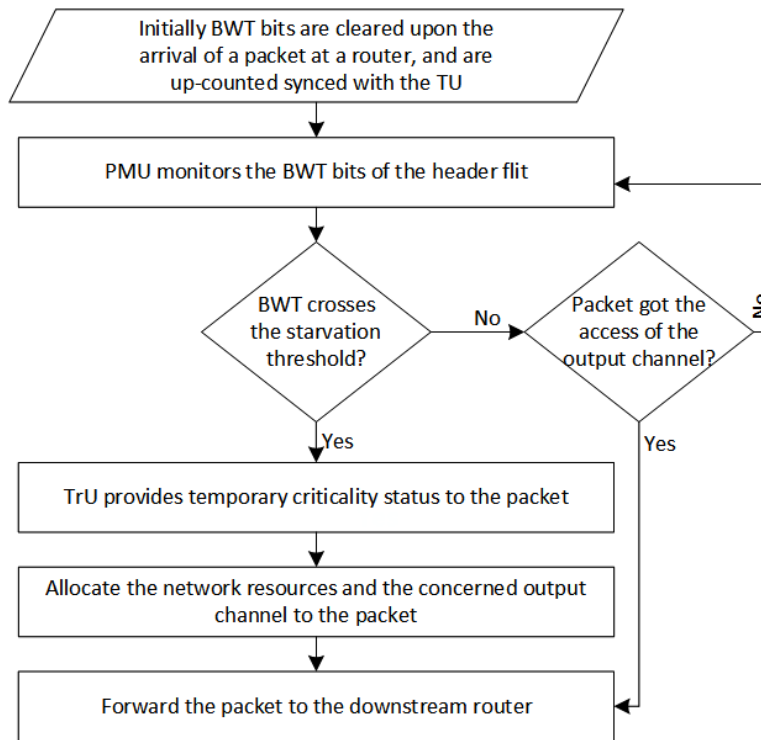 Initially BWT bits are cleared upon the
arrival of a packet at a router, and are
up-counted synced with the TU
PMU monitors the BWT bits of the header flit
BWT crosses
the starvation
threshold?
No
Packet got the
access of the
output channel?
No
Yes
Yes
TrU provides temporary criticality status to the packet
Allocate the network resources and the concerned output
channel to the packet
Forward the packet to the downstream router